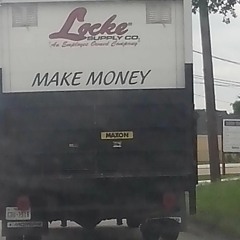 Locke
SUPPLY CO.
An Employee Owned Company
MAKE MONEY
MAXON